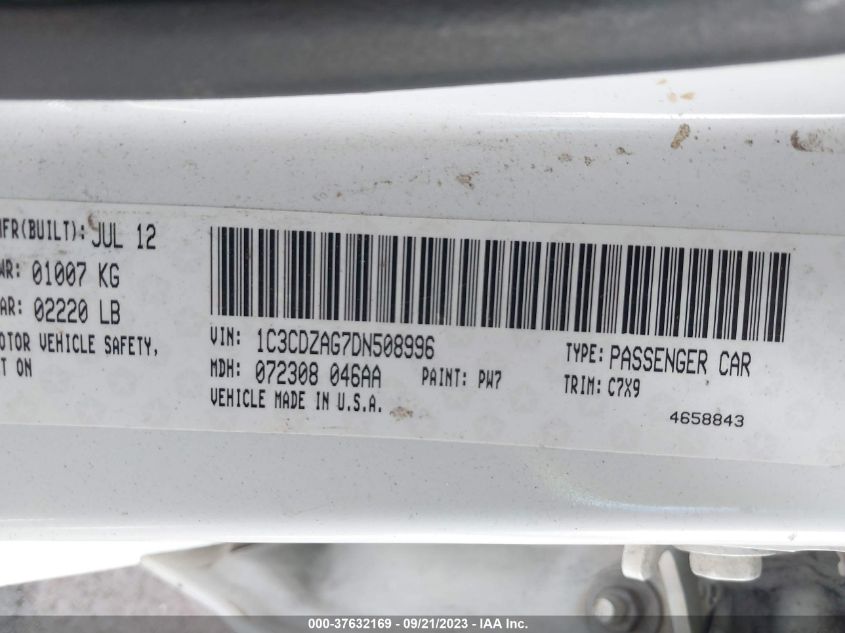 MFR(BUILT): JUL 12
WR: 01007 KG
AR: 02220 LB
OTOR VEHICLE SAFETY,
T ON
VIN: 1C3CDZAG7DN508996
MDH: 072308 046AA
PAINT: PW7
VEHICLE MADE IN U.S.A.
TYPE: PASSENGER CAR
TRIM: C7X9
4658843
000-37632169 | 09/21/2023 - IAA Inc.